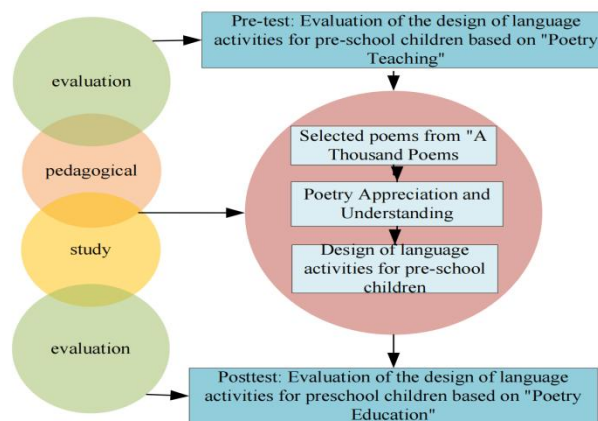 Pre-test: Evaluation of the design of language
activities for pre-school children based on "Poetry
Teaching"
evaluation
pedagogical
study
evaluation
Selected poems from "A
Thousand Poems
Poetry Appreciation and
Understanding
Design of language
activities for pre-school
children
Posttest: Evaluation of the design of language
activities for preschool children based on "Poetry
Education"